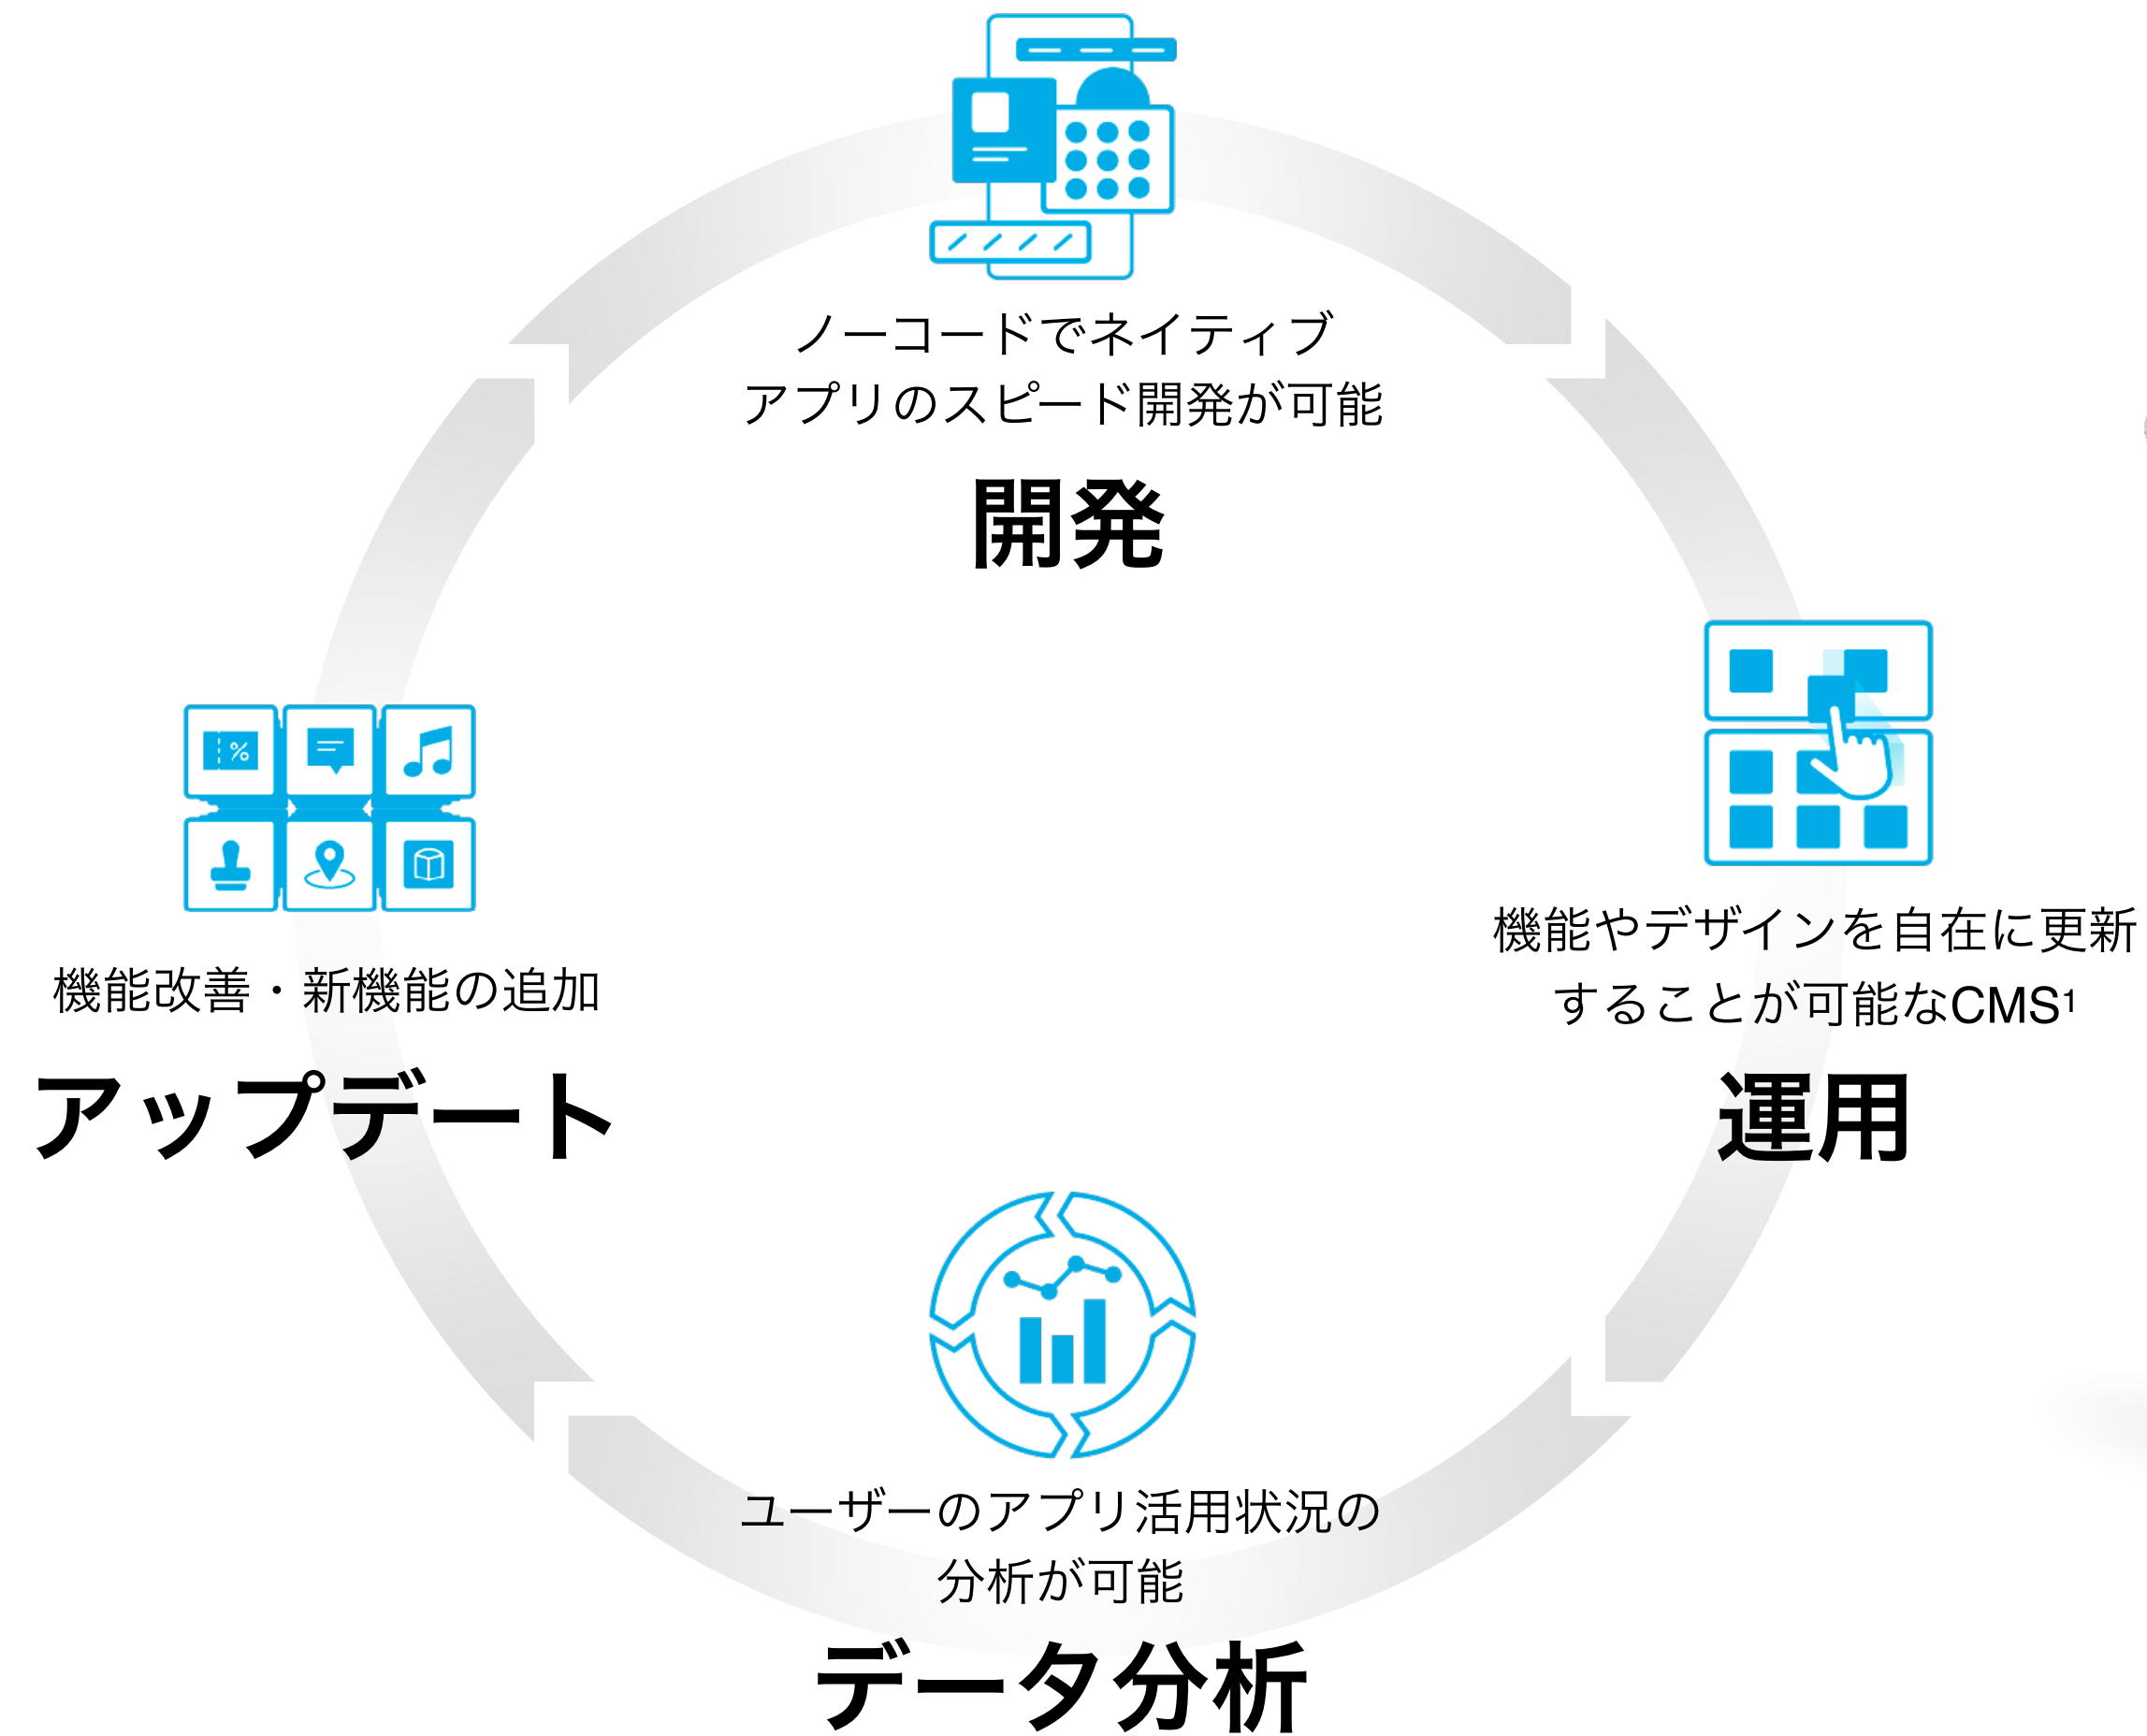 ノーコードでネイティブ
アプリのスピード開発が可能
開発
機能やデザインを自在に更新
することが可能なCMS¹
運用
機能改善・新機能の追加
アップデート
ユーザーのアプリ活用状況の
分析が可能
データ分析